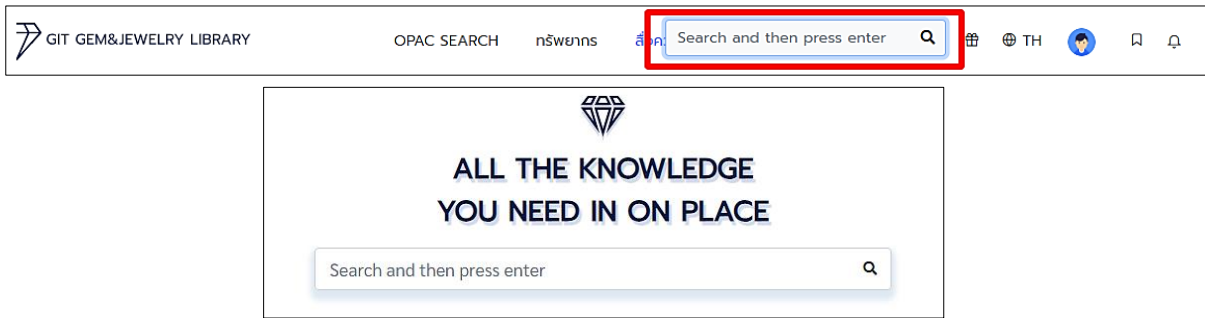 GIT GEM&JEWELRY LIBRARY OPAC SEARCH ทรัพยากร Search and then press enter TH
ALL THE KNOWLEDGE
YOU NEED IN ON PLACE
Search and then press enter